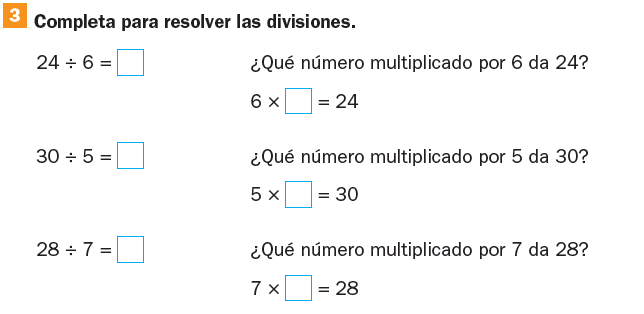 3 Completa para resolver las divisiones.
24 ÷ 6 = ¿Qué número multiplicado por 6 da 24?
6 × = 24
30 ÷ 5 = ¿Qué número multiplicado por 5 da 30?
5 × = 30
28 ÷ 7 = ¿Qué número multiplicado por 7 da 28?
7 × = 28